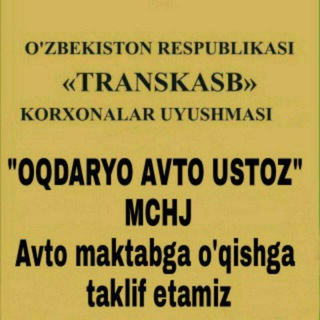 O'ZBEKISTON RESPUBLIKASI
«TRANSKASB»
KORXONALAR UYUSHMASI
"OQDARYO AVTO USTOZ"
MCHJ
Avto maktabga o'qishga
taklif etamiz